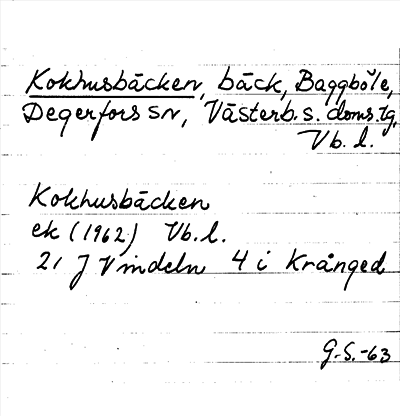 Kokhusbäcken, bäck, Baggböle,
Degerfors sn, Västerb. s. doms. tg,
Vb. l.
Kokhusbäcken
ek (1962) Vb. l.
21 J Vindeln 4 i Krånged
G. S. -63